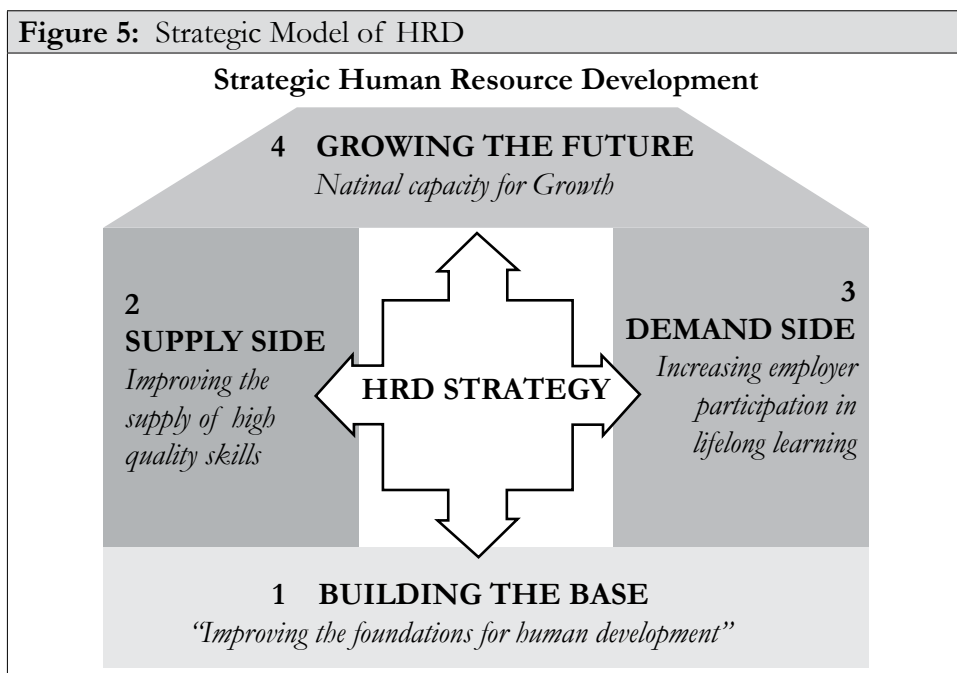 Figure 5: Strategic Model of HRD
Strategic Human Resource Development
4 GROWING THE FUTURE
Natinal capacity for Growth
2
SUPPLY SIDE
Improving the
supply of high
quality skills
HRD STRATEGY
3
DEMAND SIDE
Increasing employer
participation in
lifelong learning
1 BUILDING THE BASE
“Improving the foundations for human development”